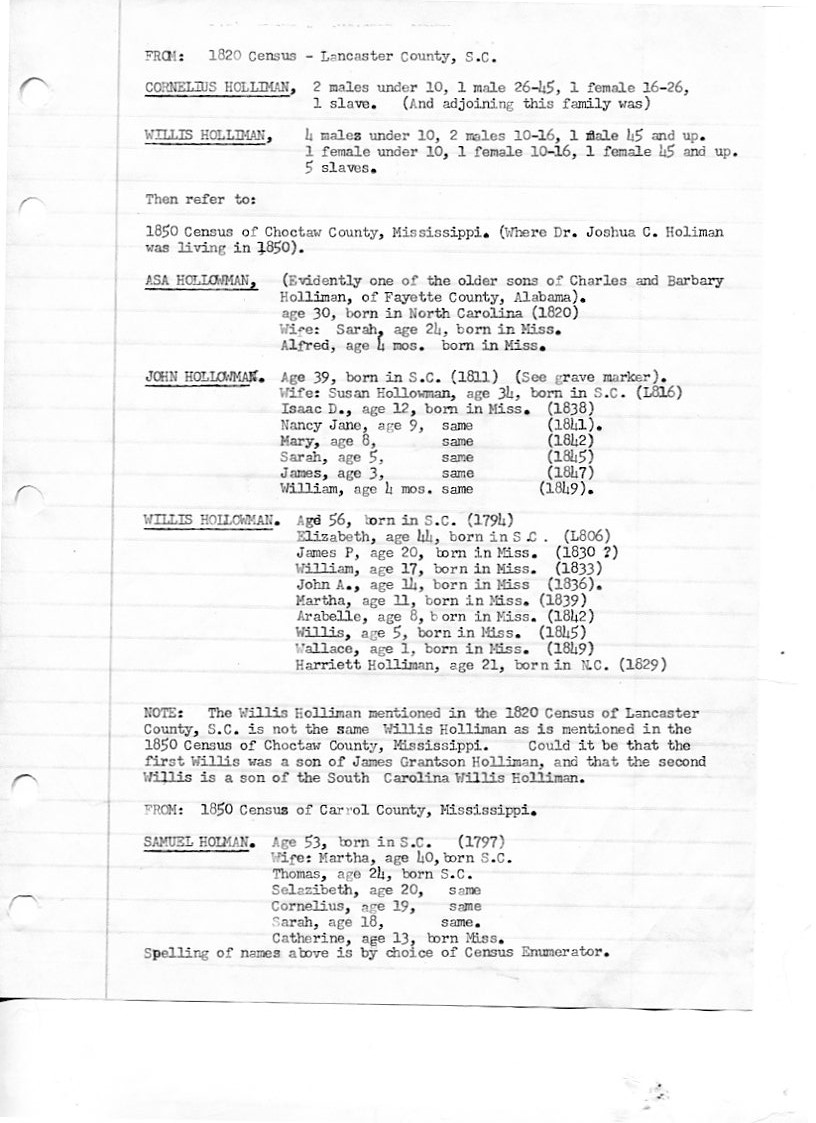 FROM: 1820 Census - Lancaster County, S.C.
CORNELIUS HOLLIMAN, 2 males under 10, 1 male 26-45, 1 female 16-26,
1 slave. (And adjoining this family was)
WILLIS HOLLIMAN, 4 males under 10, 2 males 10-16, 1 male 45 and up.
1 female under 10, 1 female 10-16, 1 female 45 and up.
5 slaves.
Then refer to:
1850 Census of Choctaw County, Mississippi. (Where Dr. Joshua C. Holiman
was living in 1850).
ASA HOLLOWMAN, (Evidently one of the older sons of Charles and Barbary
Holliman, of Fayette County, Alabama).
age 30, born in North Carolina (1820)
Wife: Sarah, age 24, born in Miss.
Alfred, age 4 mos. born in Miss.
JOHN HOLLOWMAN. Age 39, born in S.C. (1811) (See grave marker).
Wife: Susan Hollowman, age 34, born in S.C. (L816)
Isaac D., age 12, born in Miss. (1838)
Nancy Jane, age 9, same (1841).
Mary, age 8, same (1842)
Sarah, age 5, same (1845)
James, age 3, same (1847)
William, age 4 mos. same (1849).
WILLIS HOLLOWMAN. Aged 56, born in S.C. (1794)
Elizabeth, age 44, born in S.C. (L806)
James P, age 20, born in Miss. (1830 ?)
William, age 17, born in Miss. (1833)
John A., age 14, born in Miss (1836).
Martha, age 11, born in Miss. (1839)
Arabelle, age 8, born in Miss. (1842)
Willis, age 5, born in Miss. (1845)
Wallace, age 1, born in Miss. (1849)
Harriett Holliman, age 21, born in N.C. (1829)
NOTE: The Willis Holliman mentioned in the 1820 Census of Lancaster
County, S.C. is not the same Willis Holliman as is mentioned in the
1850 Census of Choctaw County, Mississippi. Could it be that the
first Willis was a son of James Grantson Holliman, and that the second
Willis is a son of the South Carolina Willis Holliman.
FROM: 1850 Census of Carrol County, Mississippi.
SAMUEL HOLMAN. Age 53, born in S.C. (1797)
Wife: Martha, age 40, born S.C.
Thomas, age 24, born S.C.
Selazibeth, age 20, same
Cornelius, age 19, same
Sarah, age 18, same.
Catherine, age 13, born Miss.
Spelling of names above is by choice of Census Enumerator.